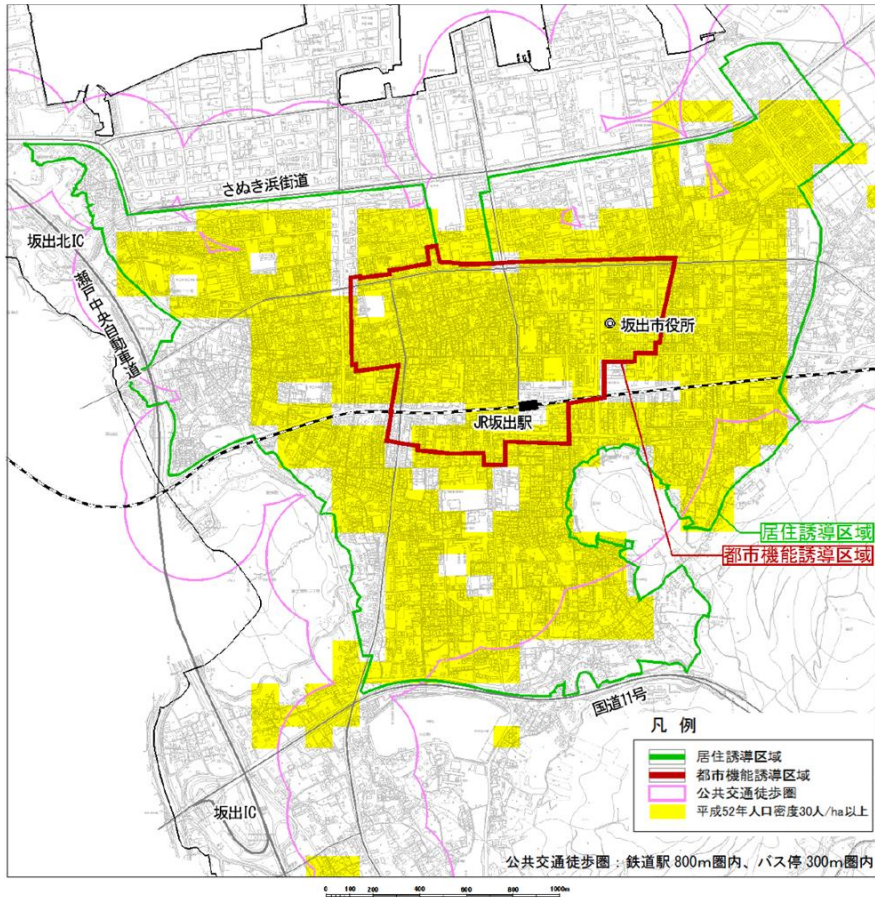 さぬき浜街道
坂出北IC
瀬戸中央自動車道
坂出市役所
JR坂出駅
居住誘導区域
都市機能誘導区域
国道11号
坂出IC
凡 例
居住誘導区域
都市機能誘導区域
公共交通徒歩圏
平成52年人口密度30人/ha以上
公共交通徒歩圏：鉄道駅 800m圏内、バス停 300m圏内
0 100 200 400 600 800 1000m